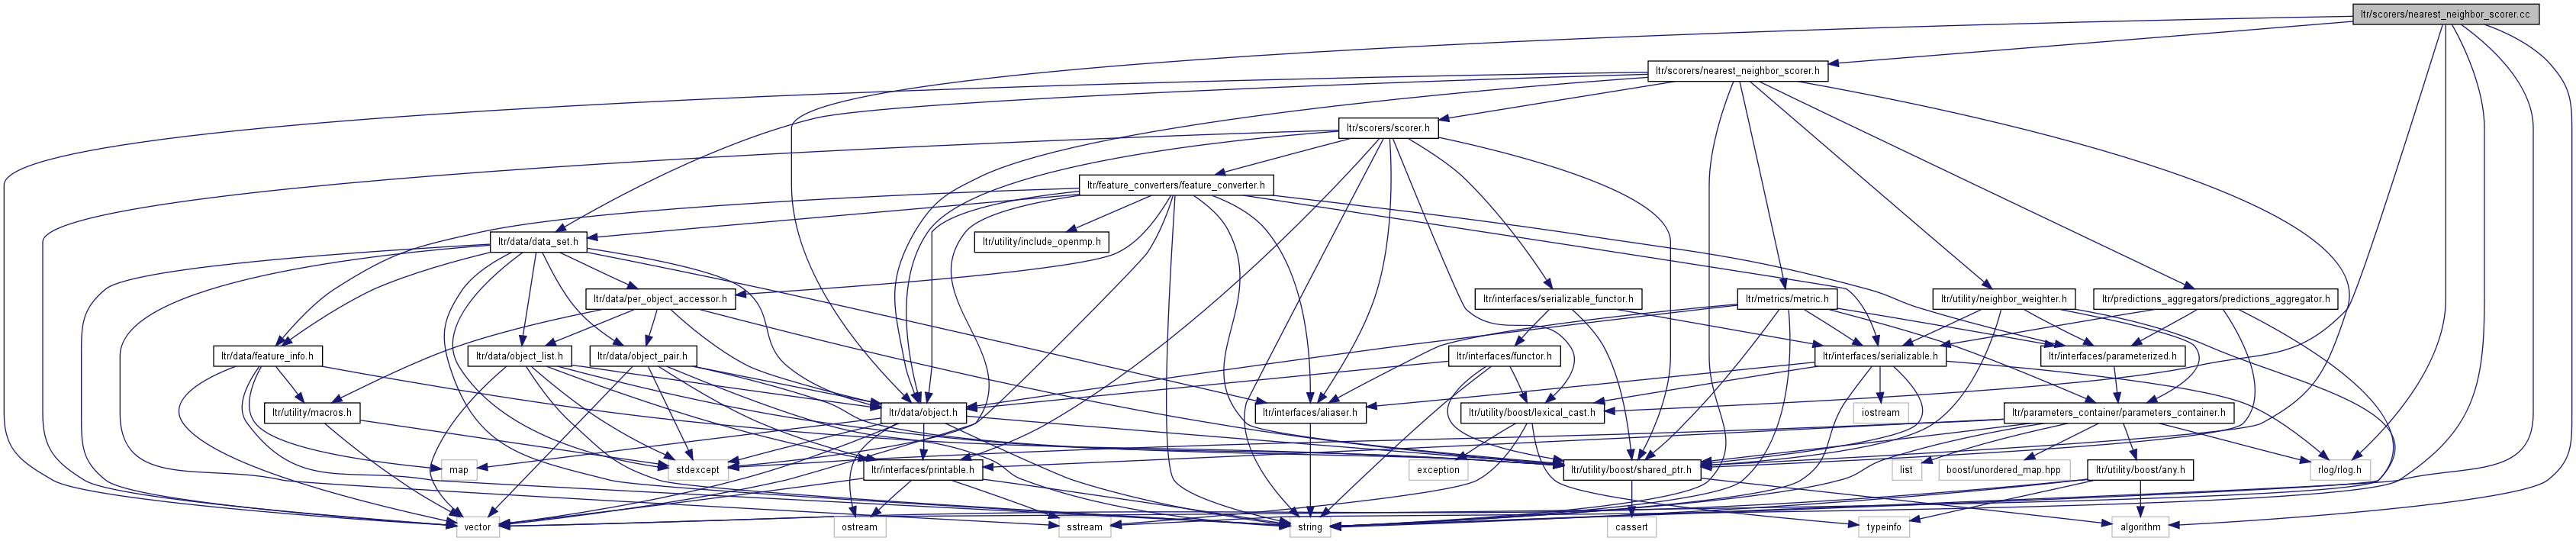 ltr/scorers/nearest_neighbor_scorer.cc
ltr/scorers/nearest_neighbor_scorer.h
ltr/scorers/scorer.h
ltr/feature_converters/feature_converter.h
ltr/data/data_set.h
ltr/utility/include_openmp.h
ltr/data/per_object_accessor.h
ltr/interfaces/serializable_functor.h
ltr/metrics/metric.h
ltr/utility/neighbor_weighter.h
ltr/predictions_aggregators/predictions_aggregator.h
ltr/data/feature_info.h
ltr/data/object_list.h
ltr/data/object_pair.h
ltr/interfaces/functor.h
ltr/interfaces/serializable.h
ltr/interfaces/parameterized.h
ltr/utility/macros.h
ltr/data/object.h
ltr/interfaces/aliaser.h
ltr/utility/boost/lexical_cast.h
iostream
ltr/parameters_container/parameters_container.h
map
stdexcept
ltr/interfaces/printable.h
exception
ltr/utility/boost/shared_ptr.h
list
boost/unordered_map.hpp
ltr/utility/boost/any.h
rlog/rlog.h
vector
ostream
sstream
string
cassert
typeinfo
algorithm